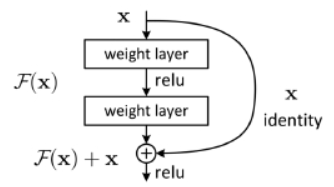 x
weight layer
F(x)
relu
x
weight layer
identity
F(x) + x
relu